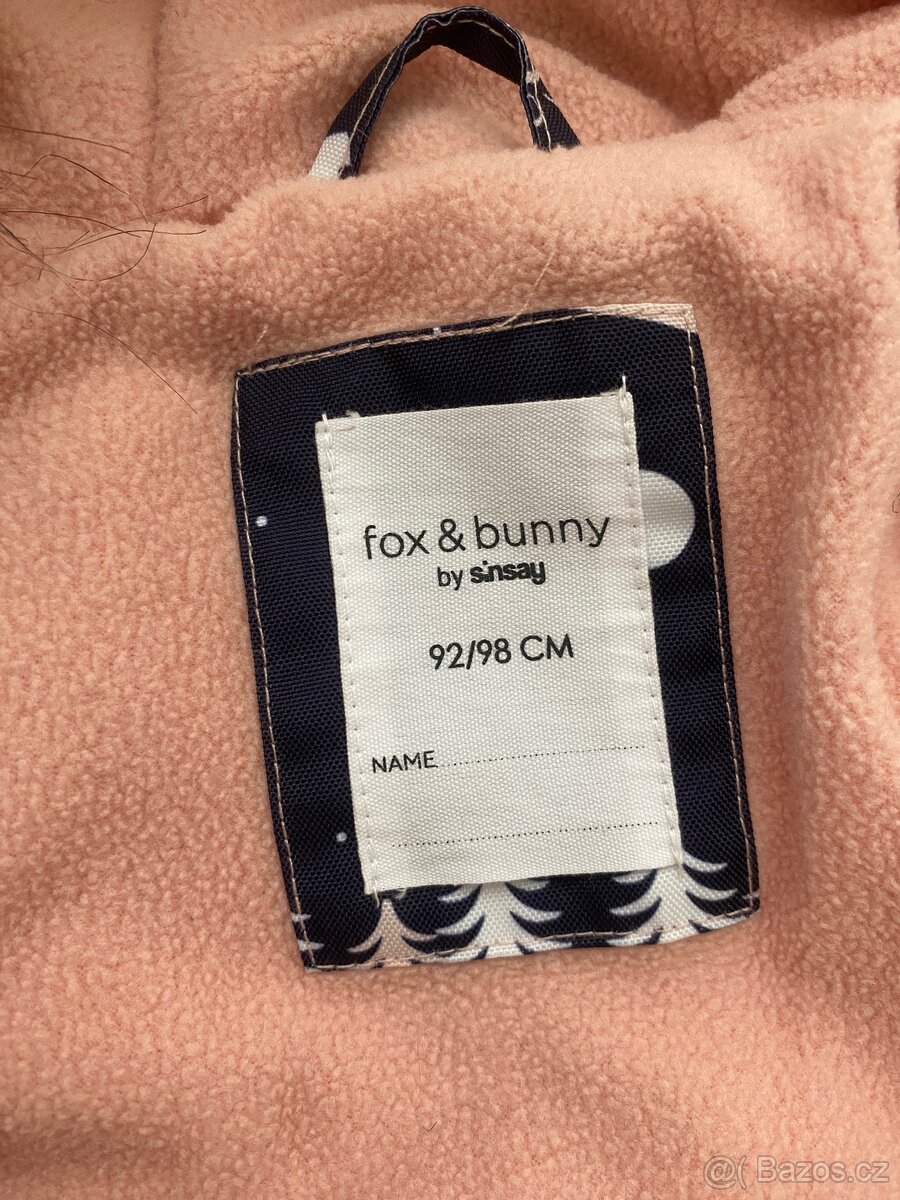 fox & bunny
by sinsay
92/98 CM
NAME
@( Bazos.cz